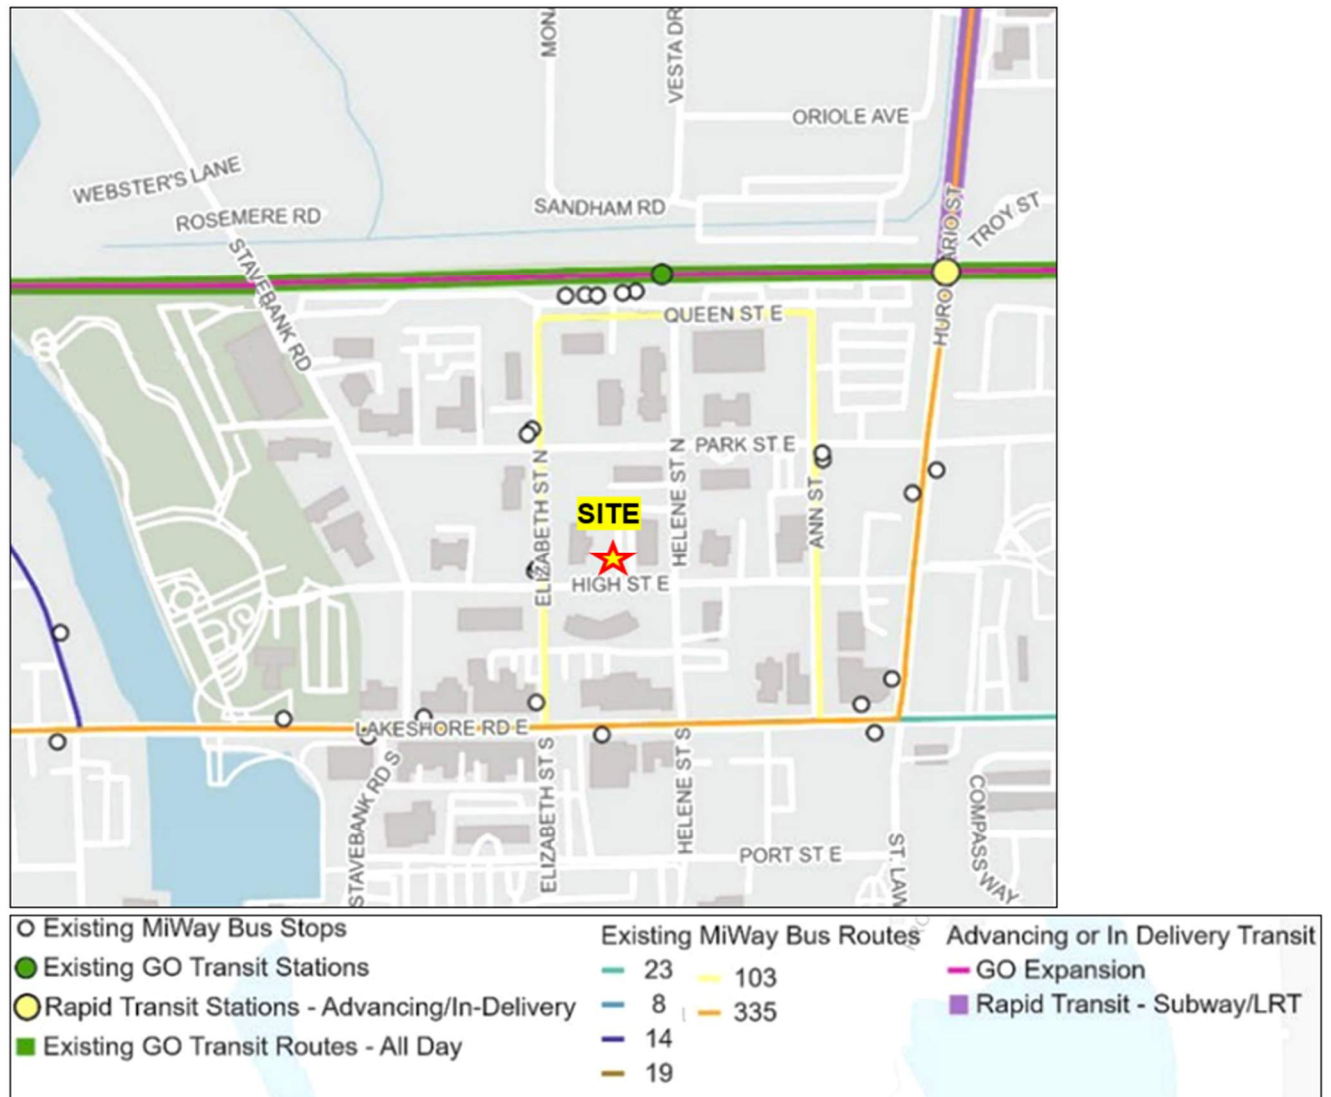 MON
VESTA DR
ORIOLE AVE
WEBSTER'S LANE
ROSEMERE RD
SANDHAM RD
TROY ST
HURO
ARIO ST
STAVEBANK RD
QUEEN ST E
PARK ST E
ELIZABETH ST N
HELENE ST N
ANN ST
SITE
HIGH ST E
LAKESHORE RD E
STAVEBANK RD S
ELIZABETH ST S
HELENE ST S
PORT ST E
ST. LAW
COMPASS WAY
Existing MiWay Bus Stops
Existing GO Transit Stations
Rapid Transit Stations - Advancing/In-Delivery
Existing GO Transit Routes - All Day
Existing MiWay Bus Routes
23
8
14
19
103
335
Advancing or In Delivery Transit
GO Expansion
Rapid Transit - Subway/LRT